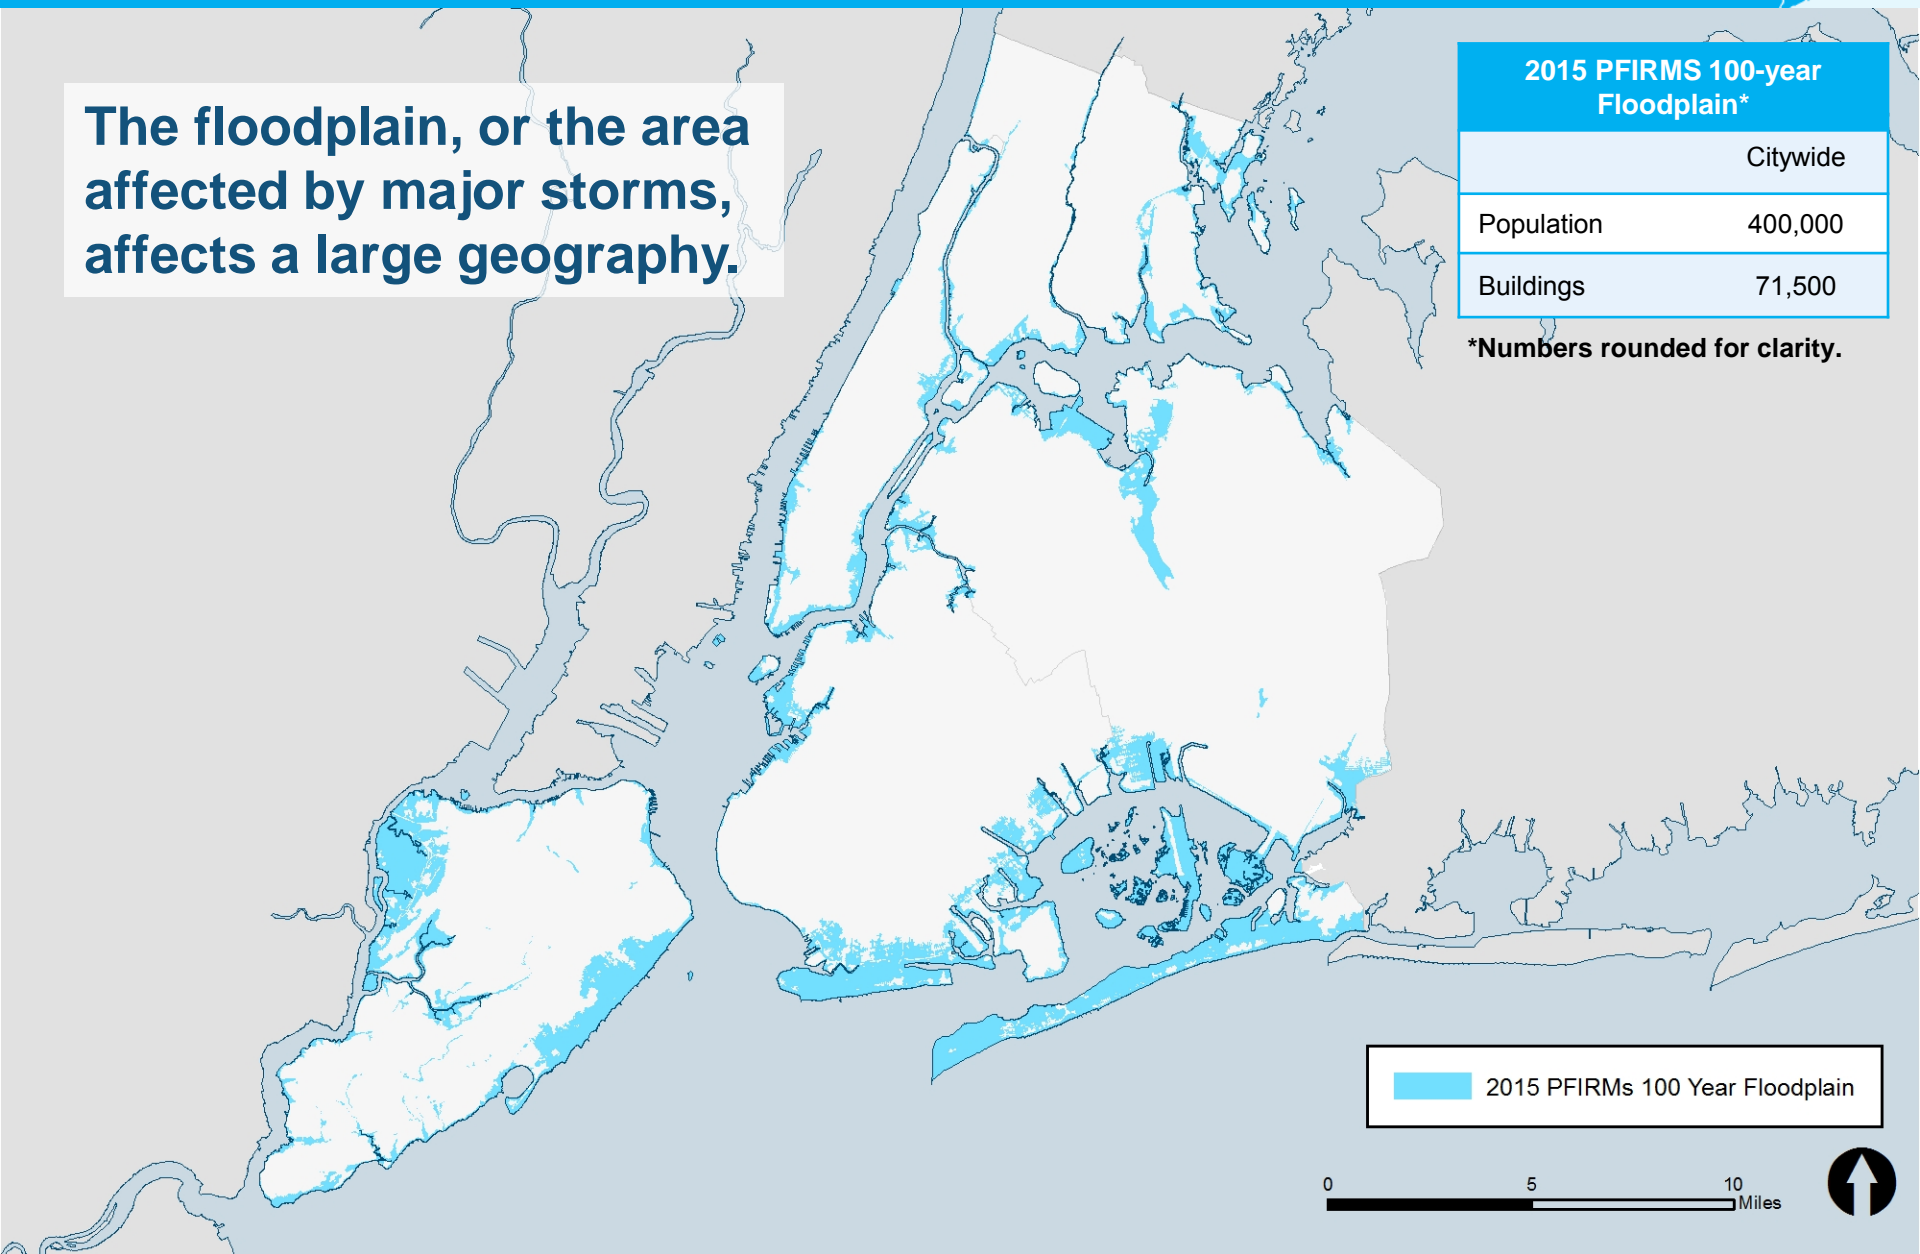 The floodplain, or the area
affected by major storms,
affects a large geography.
2015 PFIRMS 100-year
Floodplain*
Citywide
Population 400,000
Buildings 71,500
*Numbers rounded for clarity.
2015 PFIRMs 100 Year Floodplain
0 5 10
Miles